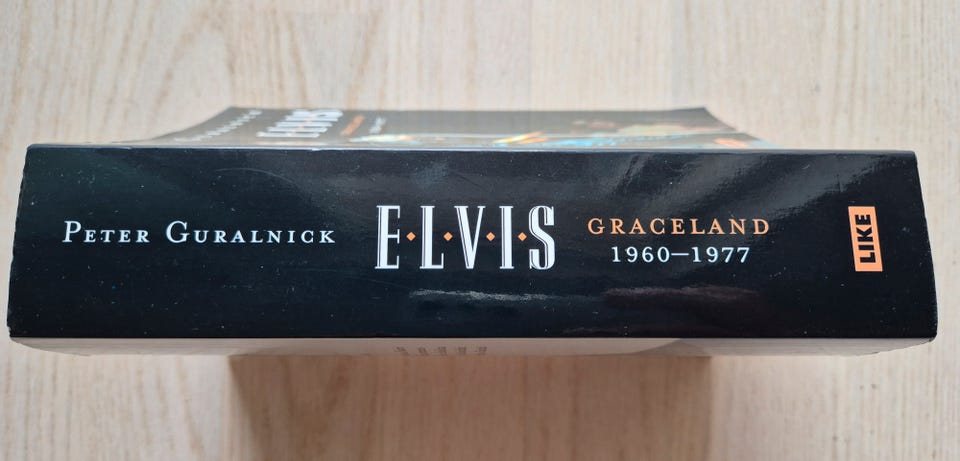 PETER GURALNICK
E·L·V·I·S
GRACELAND
1960—1977
LIKE